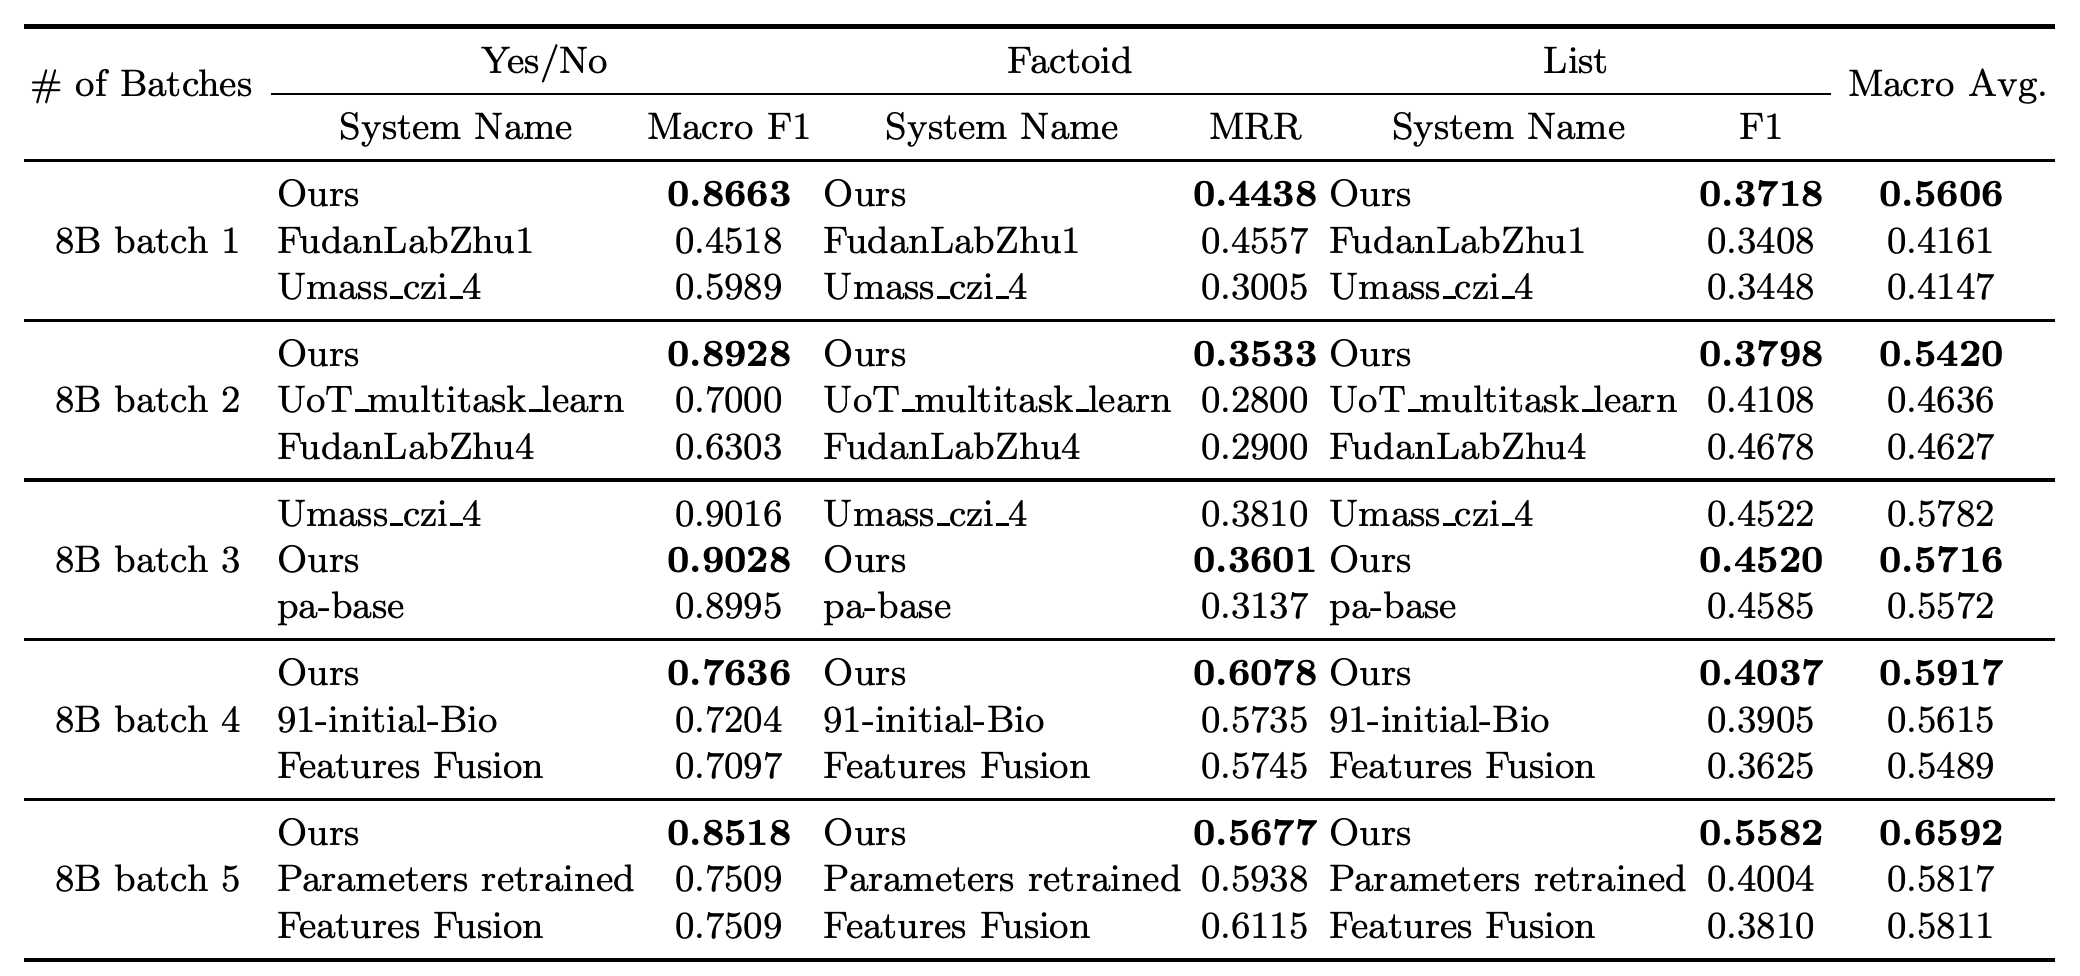 # of Batches Yes/No Factoid List Macro Avg.
System Name Macro F1 System Name MRR System Name F1
Ours 0.8663 Ours 0.4438 Ours 0.3718 0.5606
8B batch 1 FudanLabZhu1 0.4518 FudanLabZhu1 0.4557 FudanLabZhu1 0.3408 0.4161
Umass_czi_4 0.5989 Umass_czi_4 0.3005 Umass_czi_4 0.3448 0.4147
Ours 0.8928 Ours 0.3533 Ours 0.3798 0.5420
8B batch 2 UoT_multitask_learn 0.7000 UoT_multitask_learn 0.2800 UoT_multitask_learn 0.4108 0.4636
FudanLabZhu4 0.6303 FudanLabZhu4 0.2900 FudanLabZhu4 0.4678 0.4627
Umass_czi_4 0.9016 Umass_czi_4 0.3810 Umass_czi_4 0.4522 0.5782
8B batch 3 Ours 0.9028 Ours 0.3601 Ours 0.4520 0.5716
pa-base 0.8995 pa-base 0.3137 pa-base 0.4585 0.5572
Ours 0.7636 Ours 0.6078 Ours 0.4037 0.5917
8B batch 4 91-initial-Bio 0.7204 91-initial-Bio 0.5735 91-initial-Bio 0.3905 0.5615
Features Fusion 0.7097 Features Fusion 0.5745 Features Fusion 0.3625 0.5489
Ours 0.8518 Ours 0.5677 Ours 0.5582 0.6592
8B batch 5 Parameters retrained 0.7509 Parameters retrained 0.5938 Parameters retrained 0.4004 0.5817
Features Fusion 0.7509 Features Fusion 0.6115 Features Fusion 0.3810 0.5811